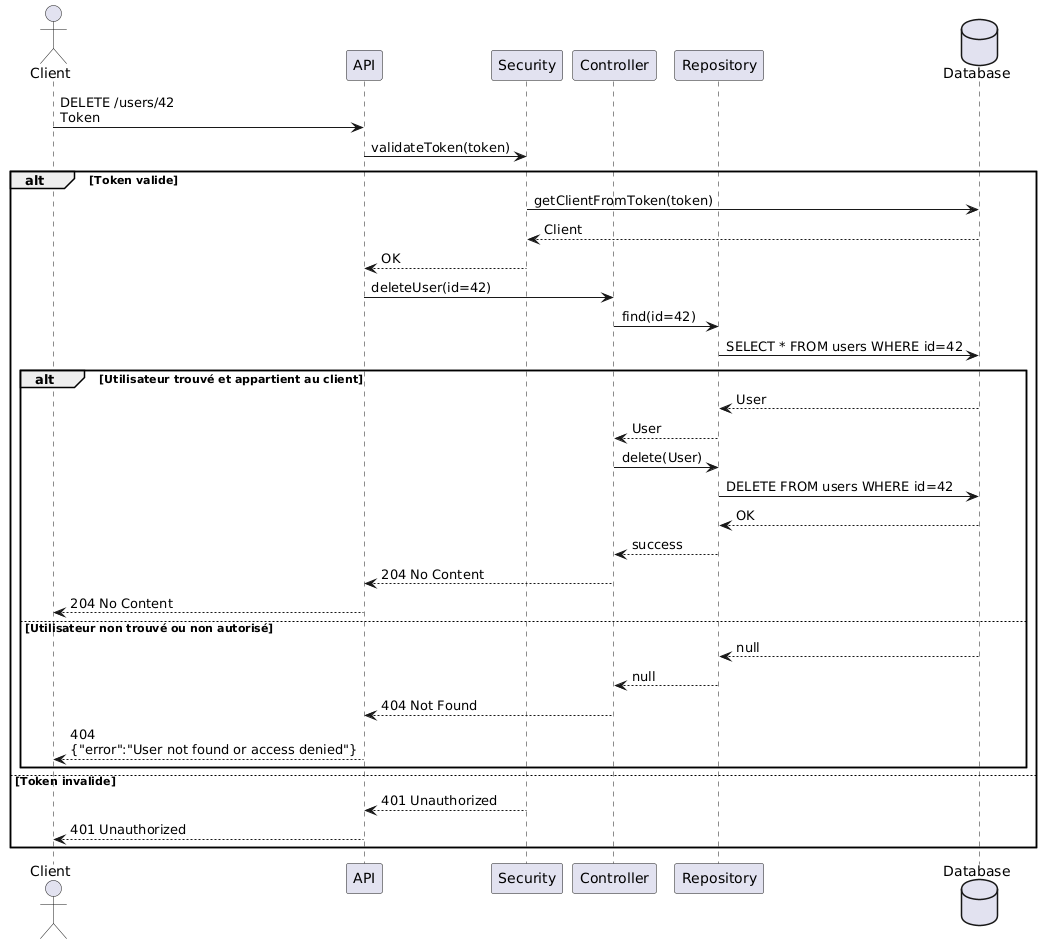 Client
API
Security
Controller
Repository
Database
DELETE /users/42
Token
validateToken(token)
alt
[Token valide]
getClientFromToken(token)
Client
OK
deleteUser(id=42)
find(id=42)
SELECT * FROM users WHERE id=42
alt
[Utilisateur trouvé et appartient au client]
User
User
delete(User)
DELETE FROM users WHERE id=42
OK
success
204 No Content
204 No Content
[Utilisateur non trouvé ou non autorisé]
null
null
404 Not Found
404
{"error":"User not found or access denied"}
[Token invalide]
401 Unauthorized
401 Unauthorized
Client
API
Security
Controller
Repository
Database